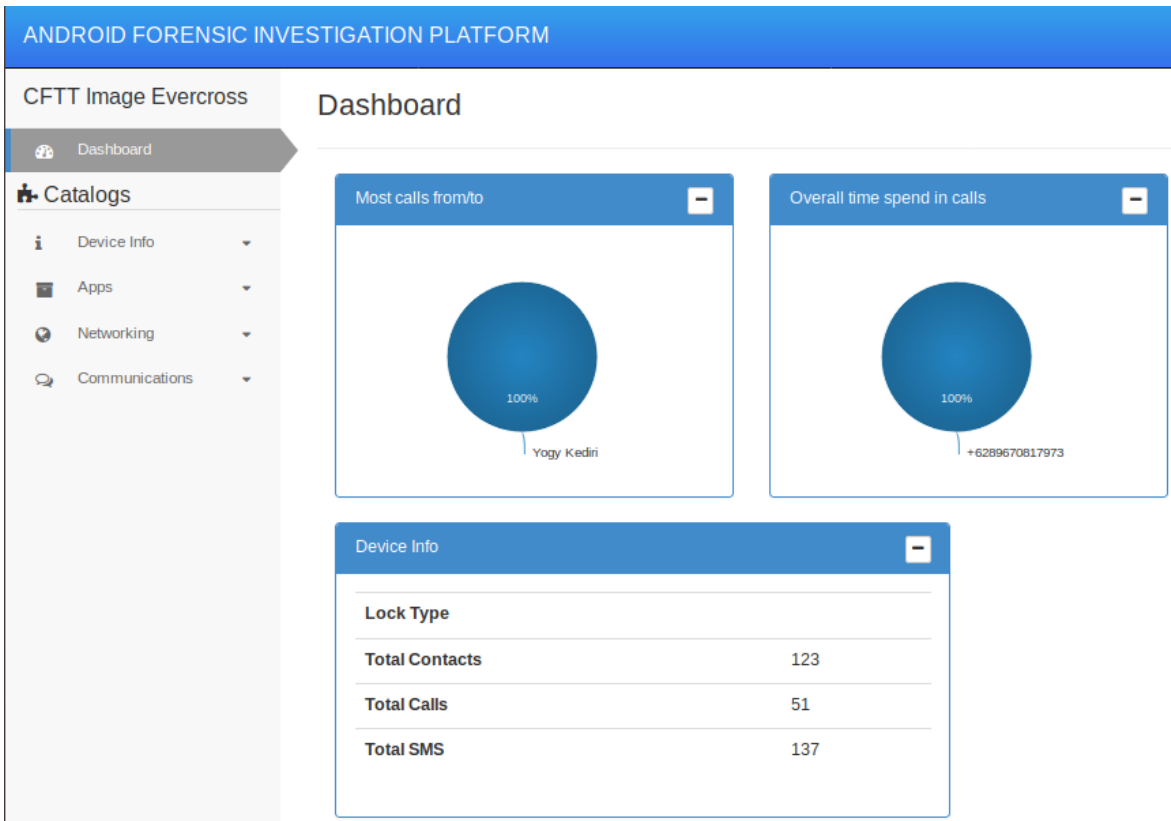 ANDROID FORENSIC INVESTIGATION PLATFORM
CFTT Image Evercross
Dashboard
Catalogs
Device Info
Apps
Networking
Communications
Dashboard
Most calls from/to
100%
Yogy Kediri
Overall time spend in calls
100%
+6289670817973
Device Info
Lock Type
Total Contacts 123
Total Calls 51
Total SMS 137